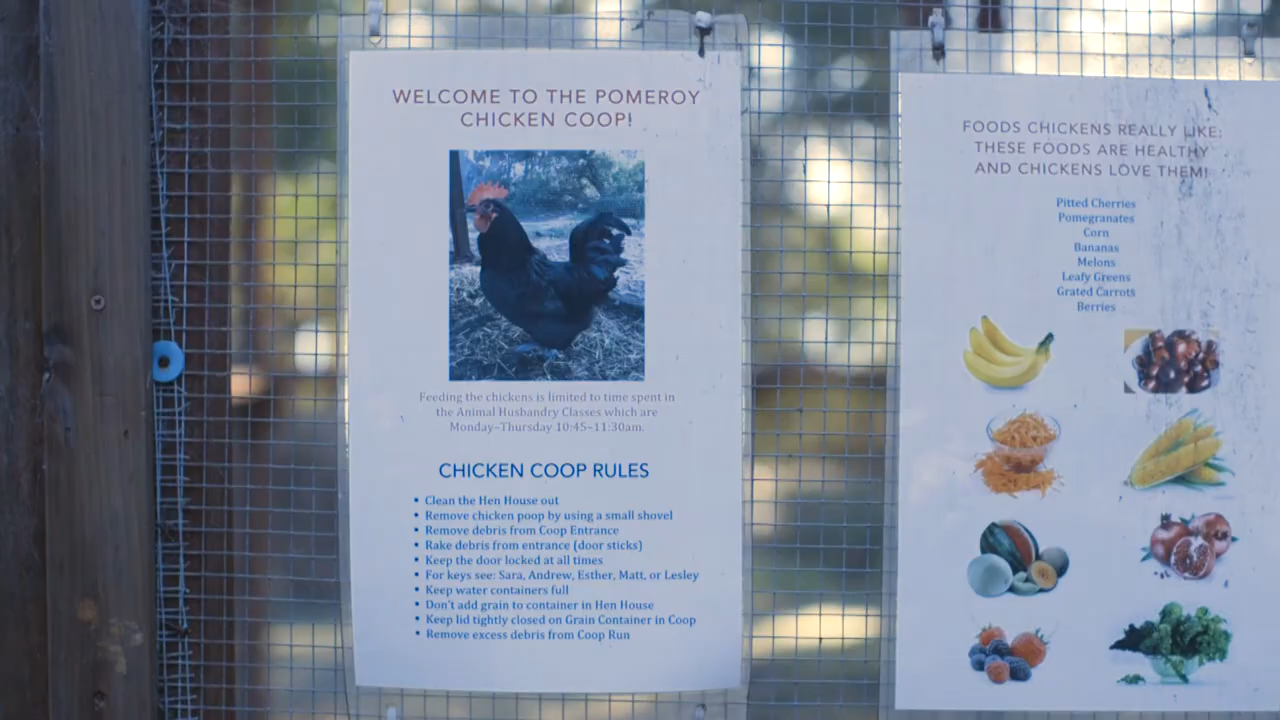 WELCOME TO THE POMEROY
CHICKEN COOP!
Feeding the chickens is limited to time spent in
the Animal Husbandry Classes which are
Monday–Thursday 10:45–11:30am.
CHICKEN COOP RULES
• Clean the Hen House out
• Remove chicken poop by using a small shovel
• Remove debris from Coop Entrance
• Rake debris from entrance (door sticks)
• Keep the door locked at all times
• For keys see: Sara, Andrew, Esther, Matt, or Lesley
• Keep water containers full
• Don't add grain to container in Hen House
• Keep lid tightly closed on Grain Container in Coop
• Remove excess debris from Coop Run
FOODS CHICKENS REALLY LIKE:
THESE FOODS ARE HEALTHY
AND CHICKENS LOVE THEM!
Pitted Cherries
Pomegranates
Corn
Bananas
Melons
Leafy Greens
Grated Carrots
Berries